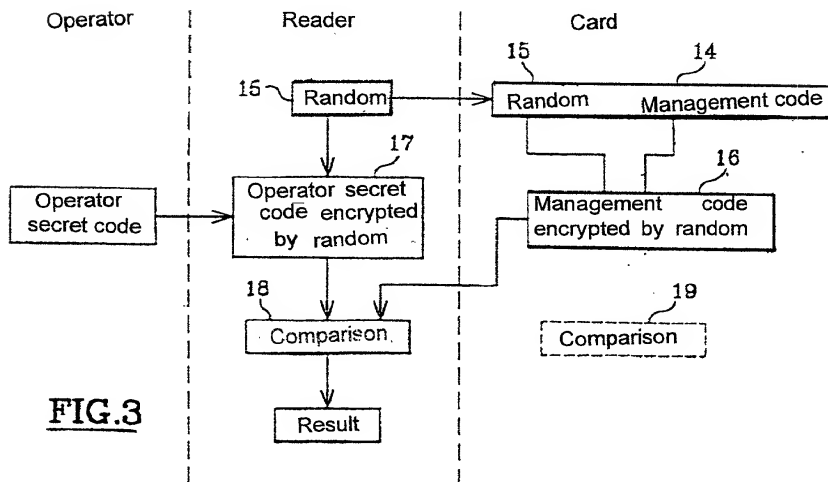 Operator Reader Card
15 14
15 Random Random Management code
17 16
Operator secret code
Operator secret code encrypted by random
Management code encrypted by random
18 19
Comparison Comparison
FIG.3
Result